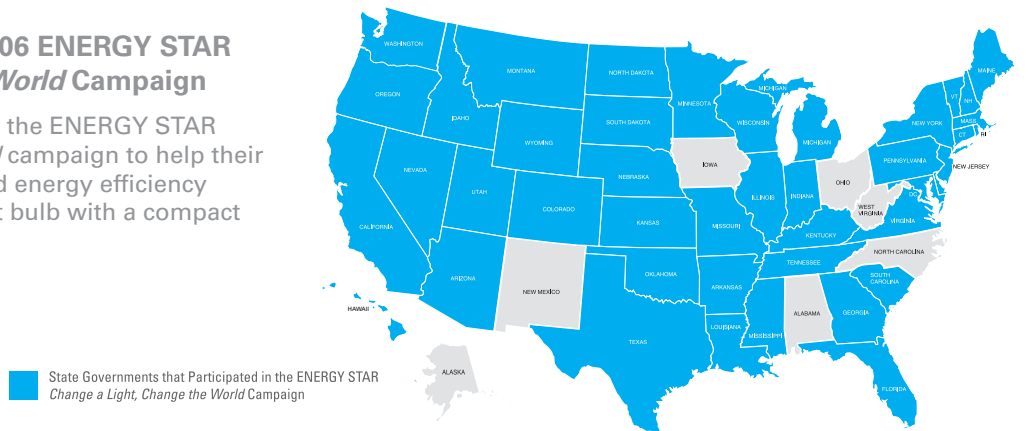 06 ENERGY STAR
World Campaign
the ENERGY STAR
campaign to help their
energy efficiency
bulb with a compact
WASHINGTON
OREGON
CALIFORNIA
NEVADA
IDAHO
MONTANA
WYOMING
UTAH
COLORADO
ARIZONA
NEW MEXICO
NORTH DAKOTA
SOUTH DAKOTA
NEBRASKA
KANSAS
OKLAHOMA
TEXAS
MINNESOTA
IOWA
MISSOURI
ARKANSAS
LOUISIANA
WISCONSIN
MICHIGAN
MICHIGAN
ILLINOIS
INDIANA
OHIO
KENTUCKY
TENNESSEE
MISSISSIPPI
ALABAMA
GEORGIA
FLORIDA
SOUTH
CAROLINA
NORTH CAROLINA
WEST
VIRGINIA
VIRGINIA
DC
PENNSYLVANIA
NEW JERSEY
NEW YORK
VT
NH
MAINE
MASS
CT
RI
HAWAII
ALASKA
State Governments that Participated in the ENERGY STAR
Change a Light, Change the World Campaign